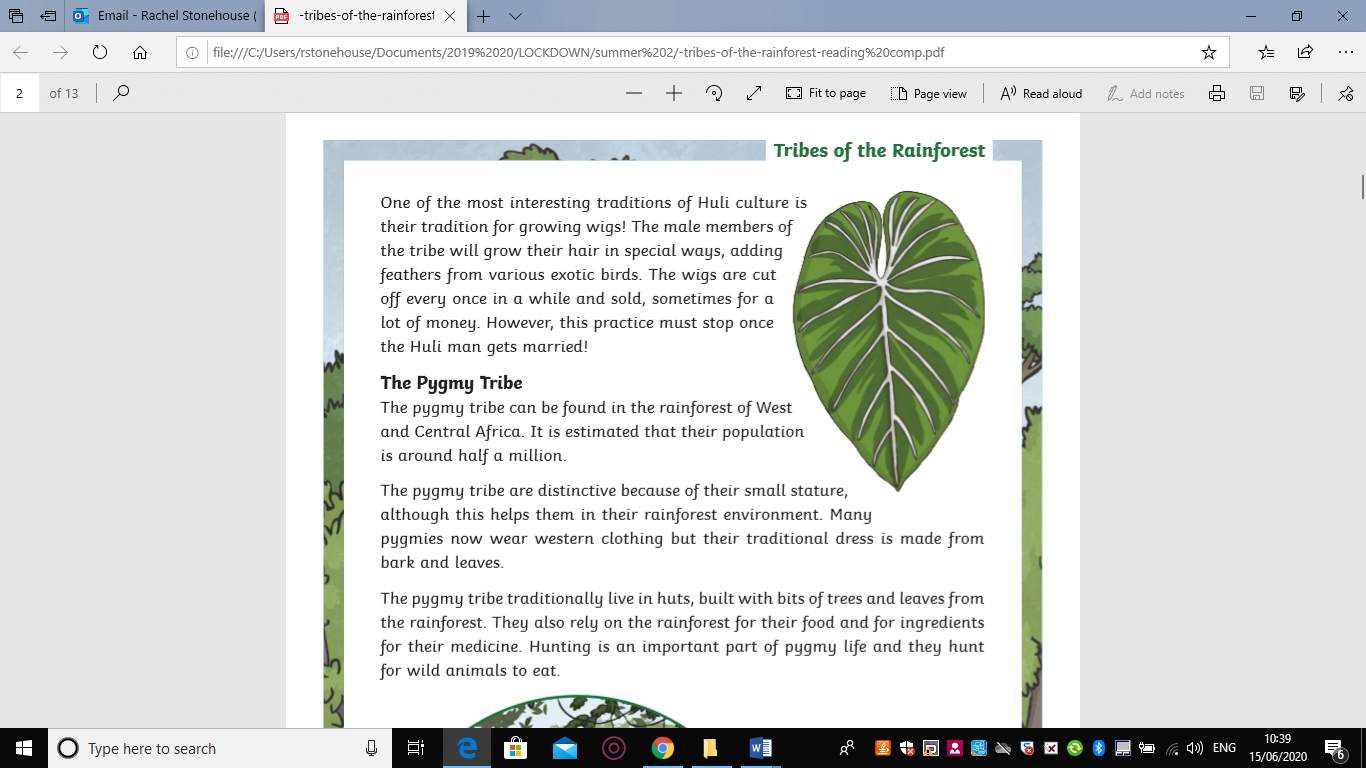 Email - Rachel Stonehouse (
-tribes-of-the-rainforest
file:///C:/Users/rstonehouse/Documents/2019%2020/LOCKDOWN/summer%202/-tribes-of-the-rainforest-reading%20comp.pdf
2 of 13
Fit to page
Page view
Read aloud
Add notes
Tribes of the Rainforest
One of the most interesting traditions of Huli culture is
their tradition for growing wigs! The male members of
the tribe will grow their hair in special ways, adding
feathers from various exotic birds. The wigs are cut
off every once in a while and sold, sometimes for a
lot of money. However, this practice must stop once
the Huli man gets married!
The Pygmy Tribe
The pygmy tribe can be found in the rainforest of West
and Central Africa. It is estimated that their population
is around half a million.
The pygmy tribe are distinctive because of their small stature,
although this helps them in their rainforest environment. Many
pygmies now wear western clothing but their traditional dress is made from
bark and leaves.
The pygmy tribe traditionally live in huts, built with bits of trees and leaves from
the rainforest. They also rely on the rainforest for their food and for ingredients
for their medicine. Hunting is an important part of pygmy life and they hunt
for wild animals to eat.
Type here to search
ENG
10:39
15/06/2020
6